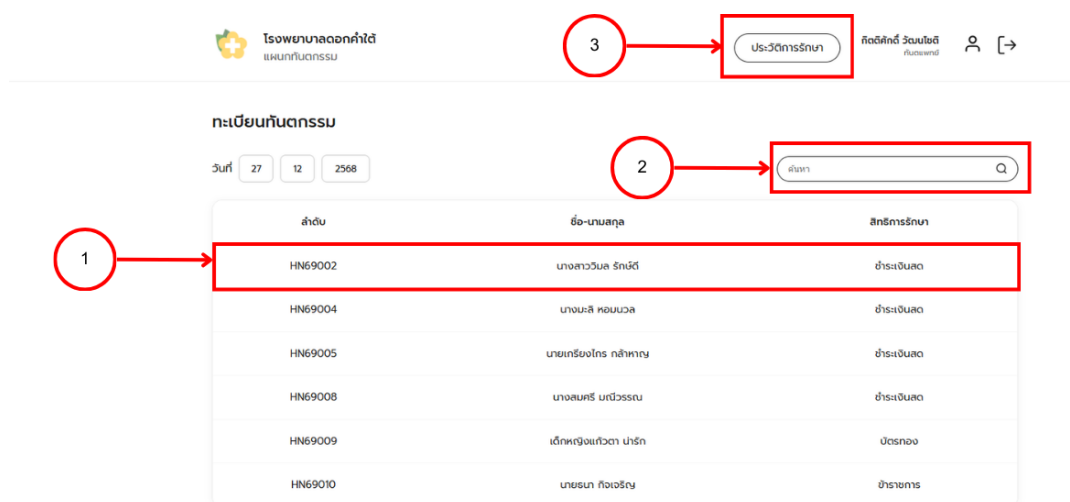 โรงพยาบาลดอกคำใต้
แผนกทันตกรรม
3
ประวัติการรักษา
กิตติศักดิ์ วัฒนโชติ
ทันตแพทย์
ทะเบียนทันตกรรม
วันที่ 27 12 2568
2
ค้นหา
ลำดับ ชื่อ-นามสกุล สิทธิการรักษา
1
HN69002 นางสาววิมล รักษ์ดี ชำระเงินสด
HN69004 นางมะลิ หอมนวล ชำระเงินสด
HN69005 นายเกรียงไกร กล้าหาญ ชำระเงินสด
HN69008 นางสมศรี มณีวรรณ ชำระเงินสด
HN69009 เด็กหญิงแก้วตา น่ารัก บัตรทอง
HN69010 นายธนา กิจเจริญ ข้าราชการ